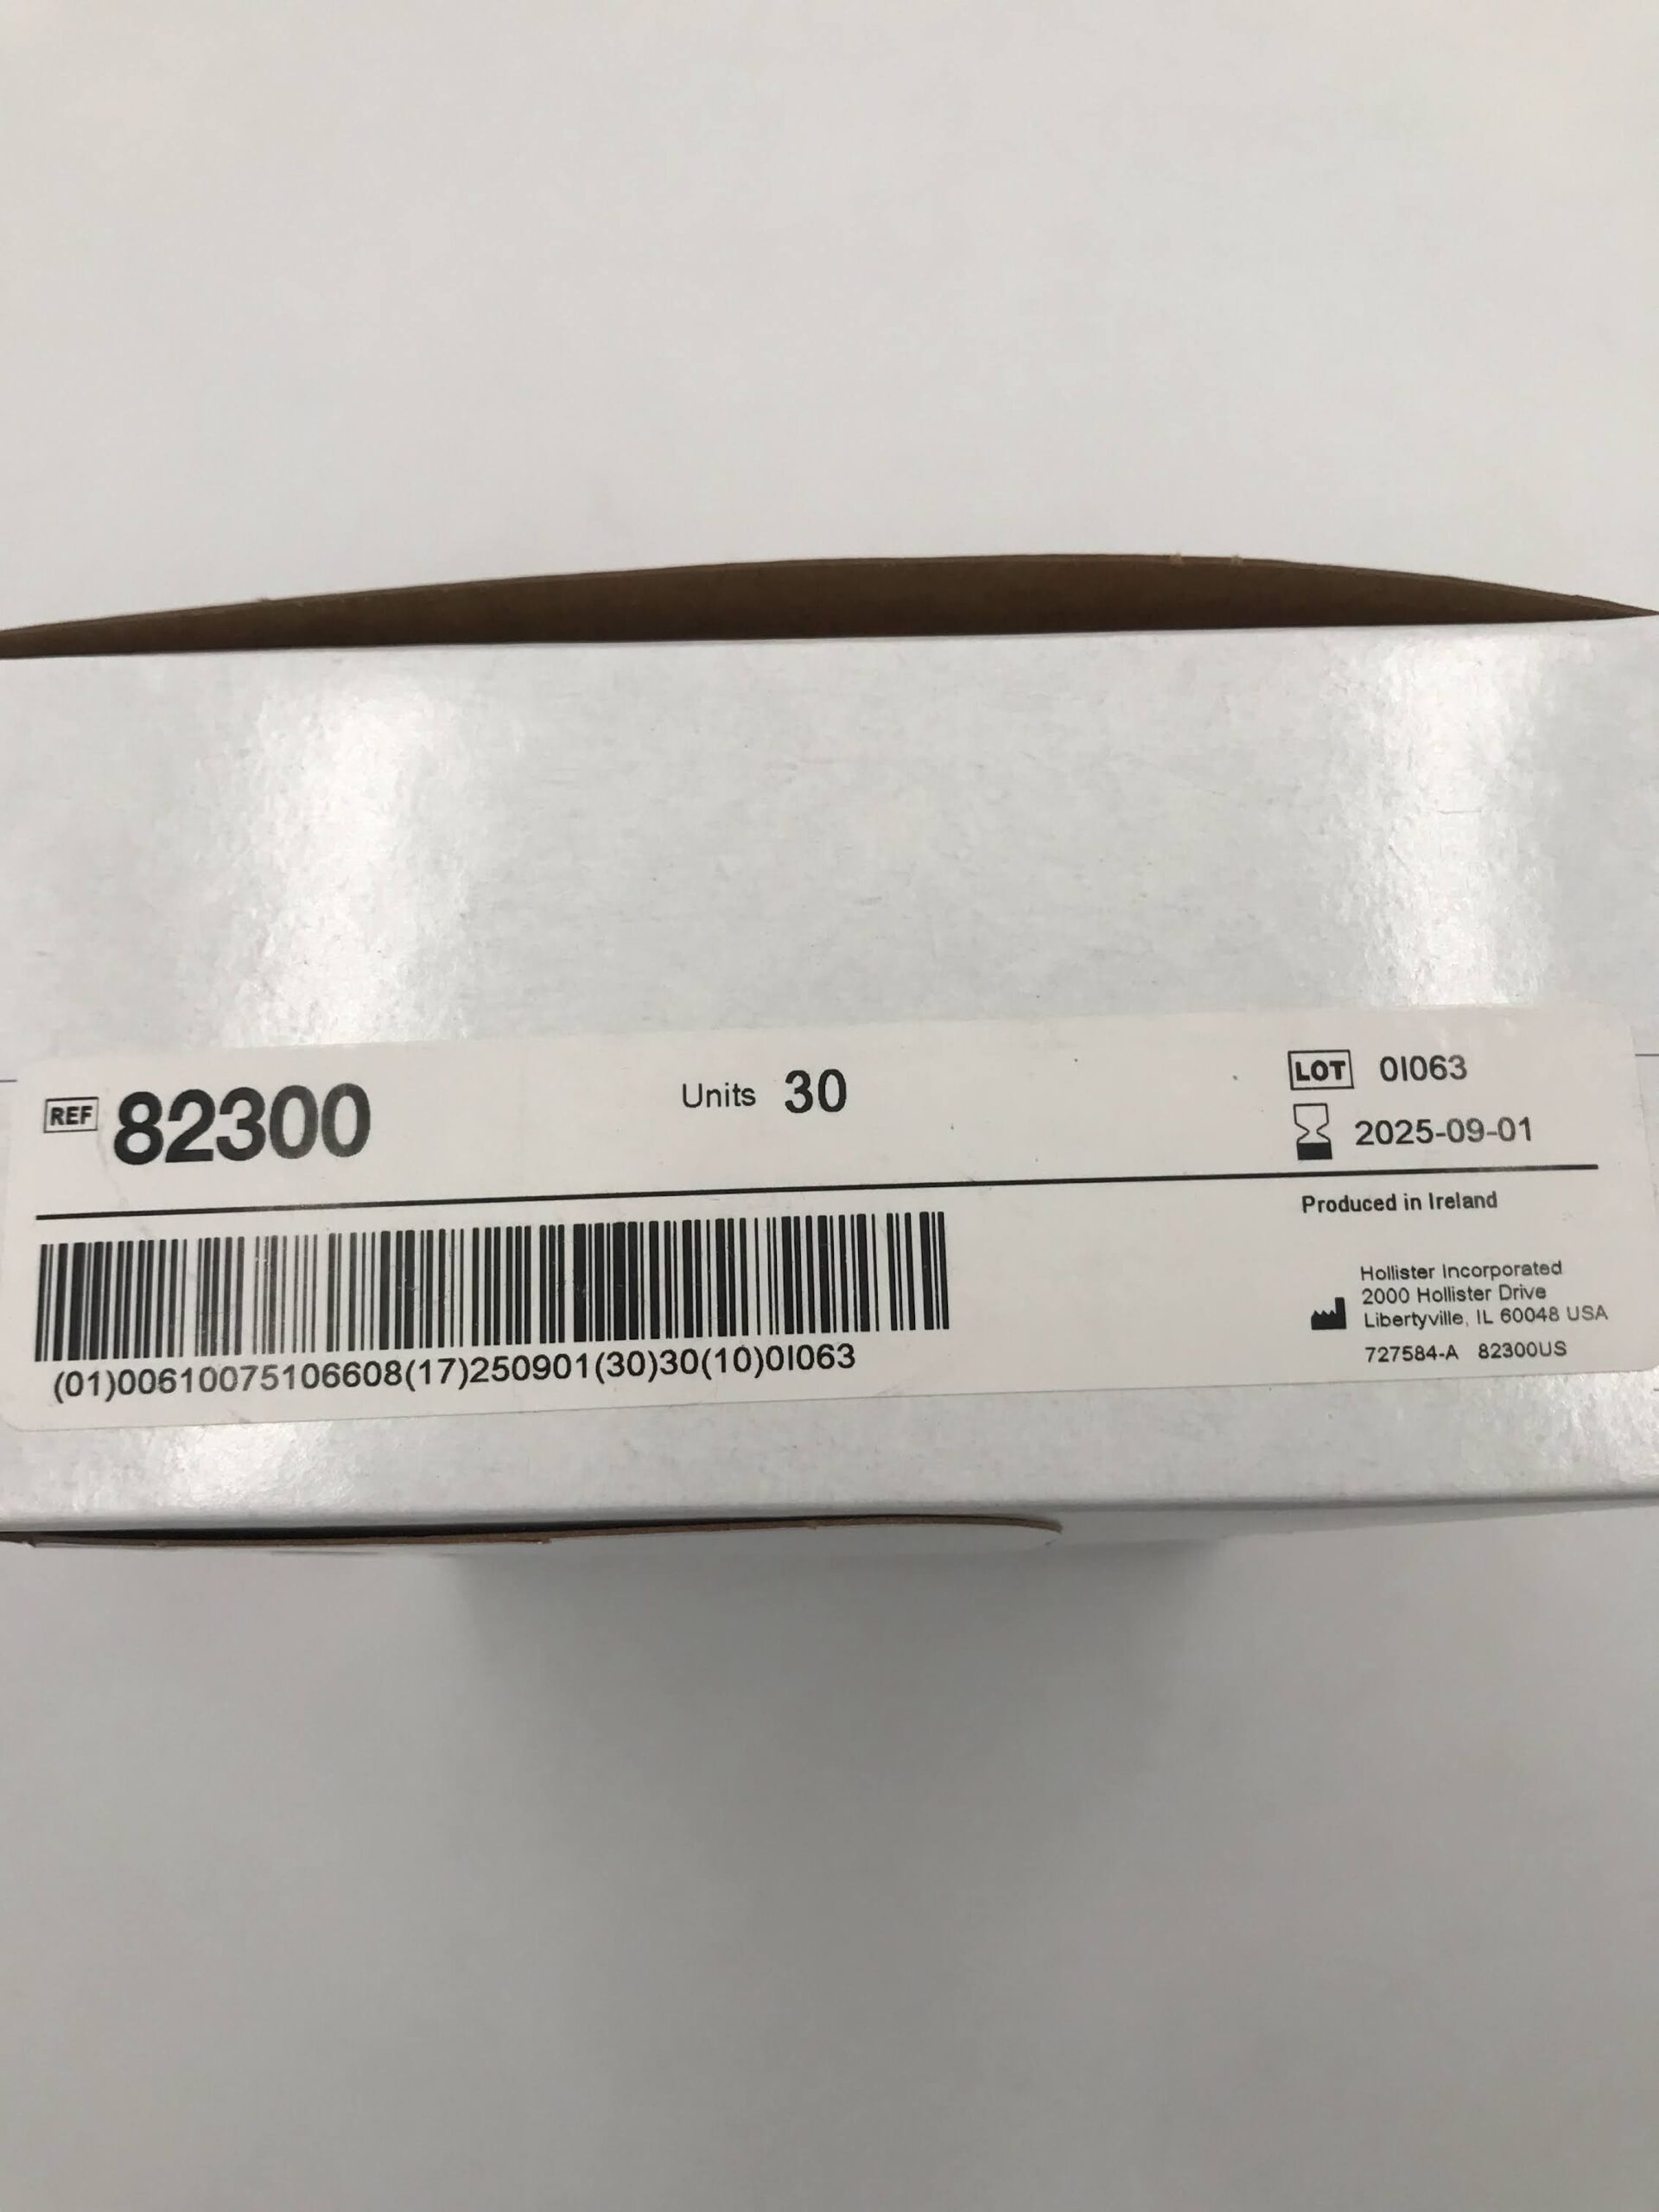 REF 82300 Units 30 LOT 0I063
2025-09-01
Produced in Ireland
(01)00610075106608(17)250901(30)30(10)0I063
Hollister Incorporated
2000 Hollister Drive
Libertyville, IL 60048 USA
727584-A 82300US